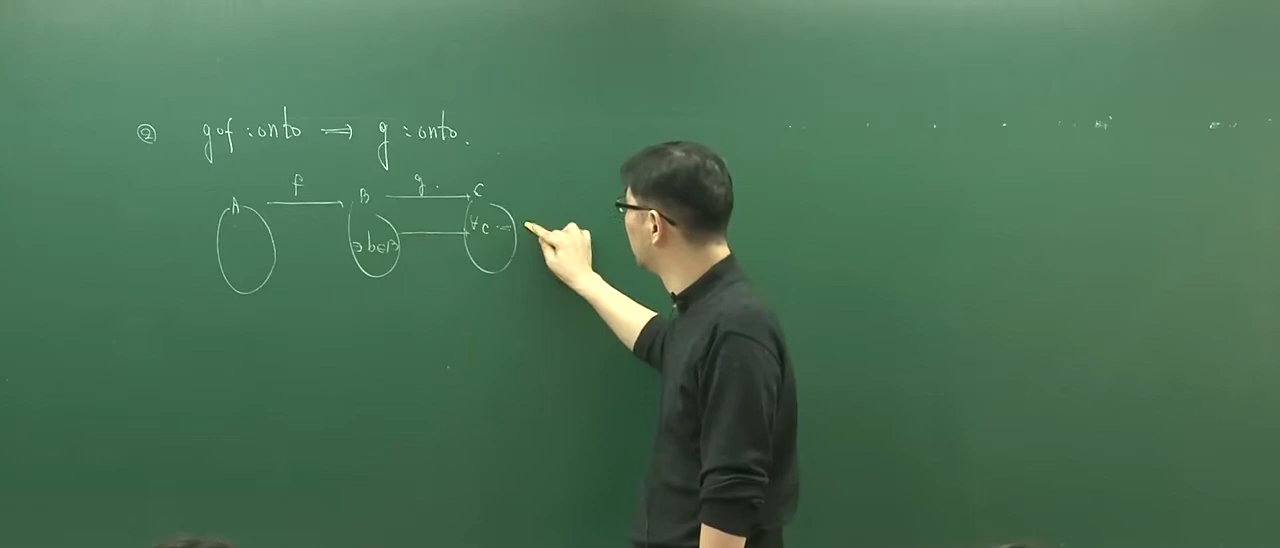 ② g∘f : onto ⟹ g : onto.
A f B g. C
∃ b∈B ∀c =